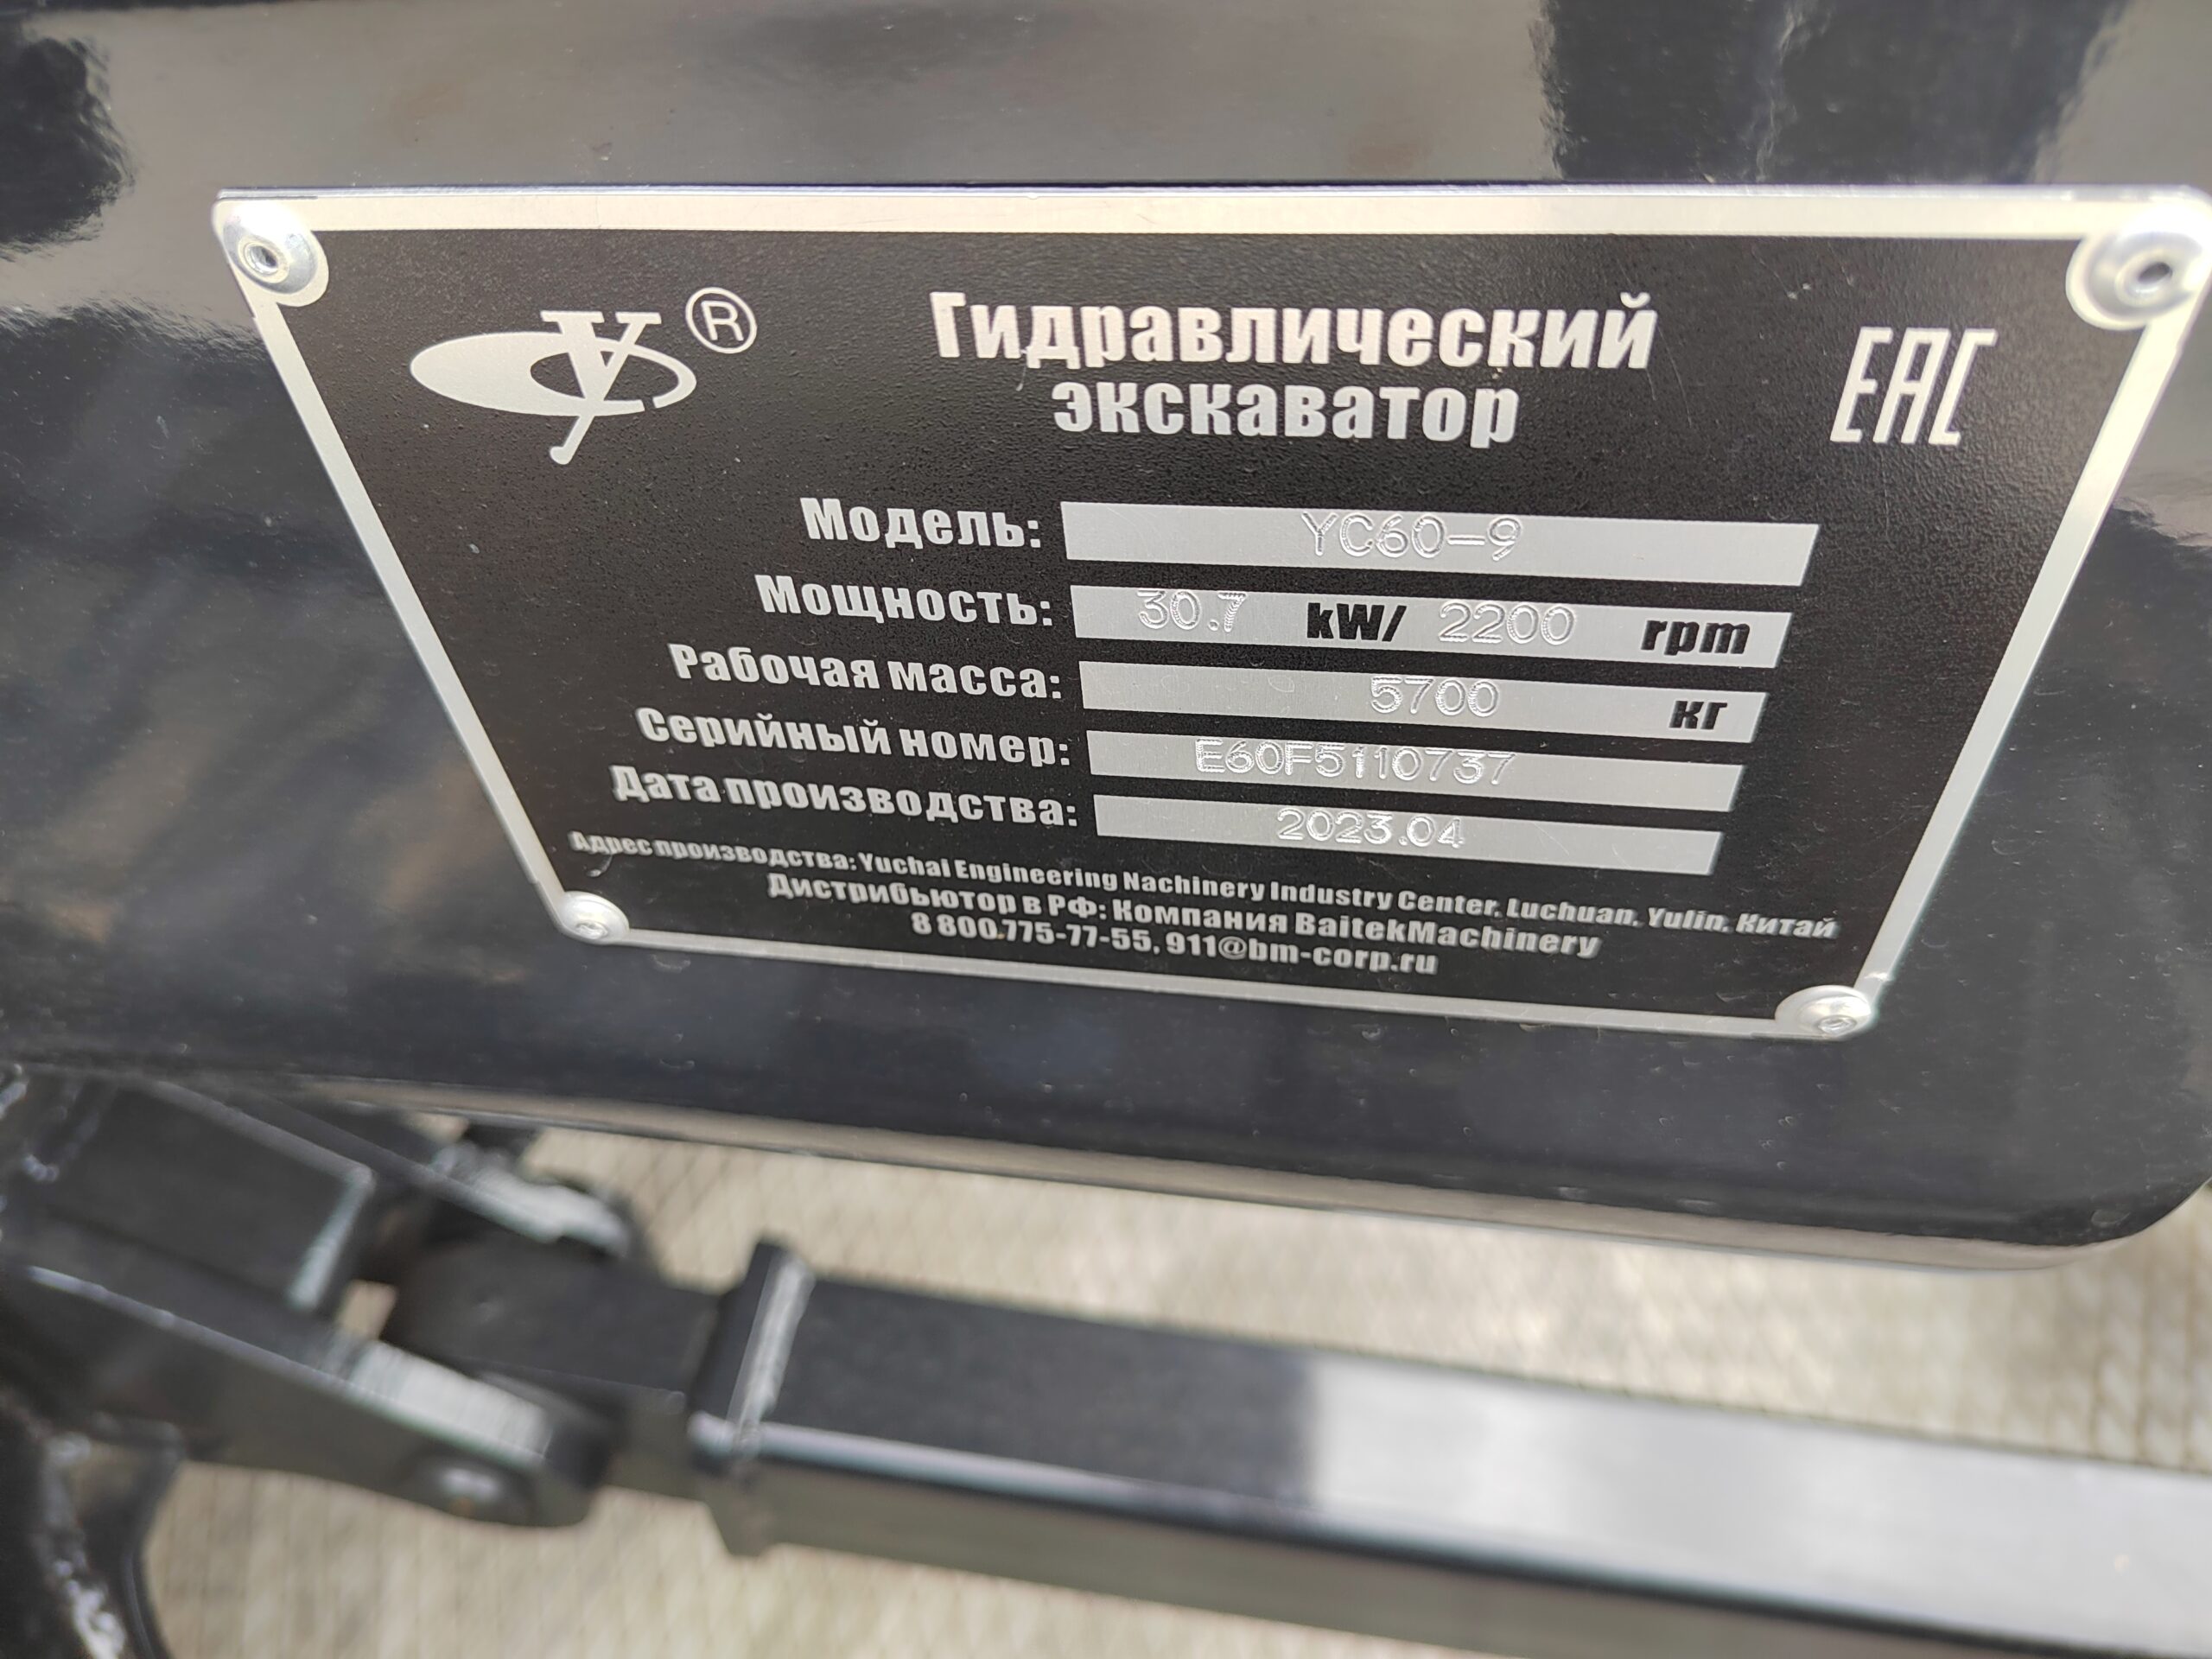 ® Гидравлический EAC
экскаватор
Модель: YC60-9
Мощность: 30.7 kW/ 2200 rpm
Рабочая масса: 5700 кг
Серийный номер: E60F5110737
Дата производства: 2023.04
Адрес производства: Yuchai Engineering Nachinery Industry Center, Luchuan, Yulin, Китай
Дистрибьютор в РФ: Компания BaitekMachinery
8 800.775-77-55, 911@bm-corp.ru